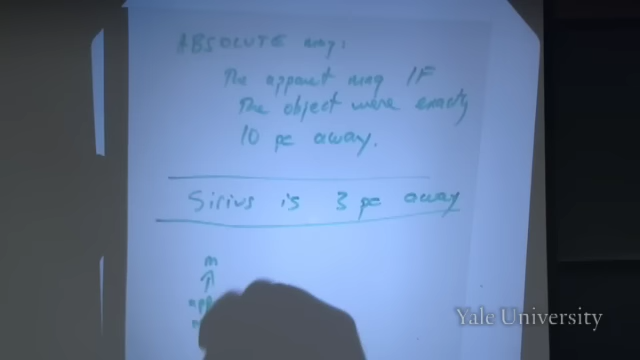 ABSOLUTE mag:
The apparent mag IF
The object were exactly
10 pc away.
Sirius is 3 pc away
m
app
Yale University